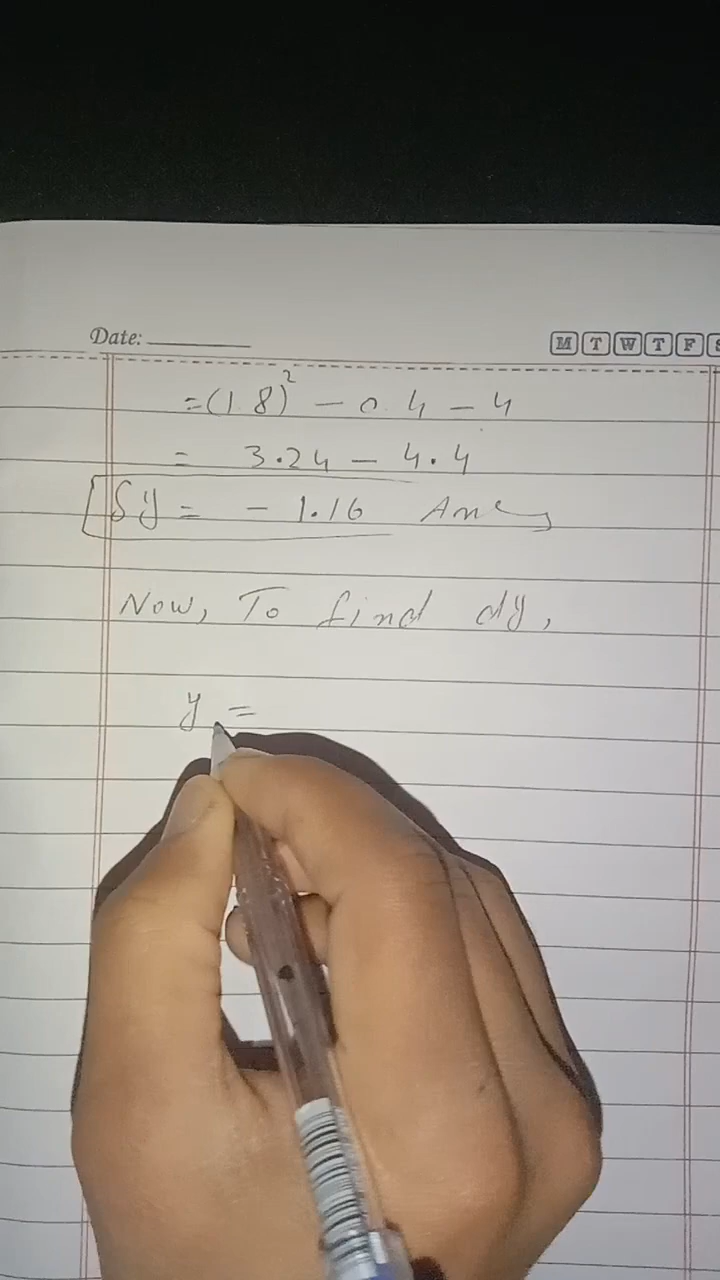 Date:
M T W T F S
=(1.8)² - 0.4 - 4
= 3.24 - 4.4
δy = - 1.16 Ans
Now, To find dy,
y =